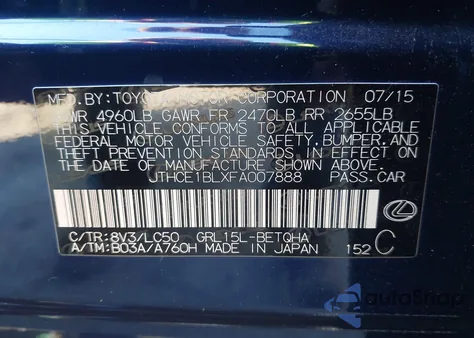 MFD. BY: TOYOTA MOTOR CORPORATION 07/15
GVWR 4960LB GAWR FR 2470LB RR 2655LB
THIS VEHICLE CONFORMS TO ALL APPLICABLE
FEDERAL MOTOR VEHICLE SAFETY, BUMPER, AND
THEFT PREVENTION STANDARDS IN EFFECT ON THE
DATE OF MANUFACTURE SHOWN ABOVE.
JTHCE1BLXFA007888 PASS.CAR
C/TR: 8V3/LC50 GRL15L-BETQHA
A/TM: B03A/A760H MADE IN JAPAN 152 C
AutoSnap